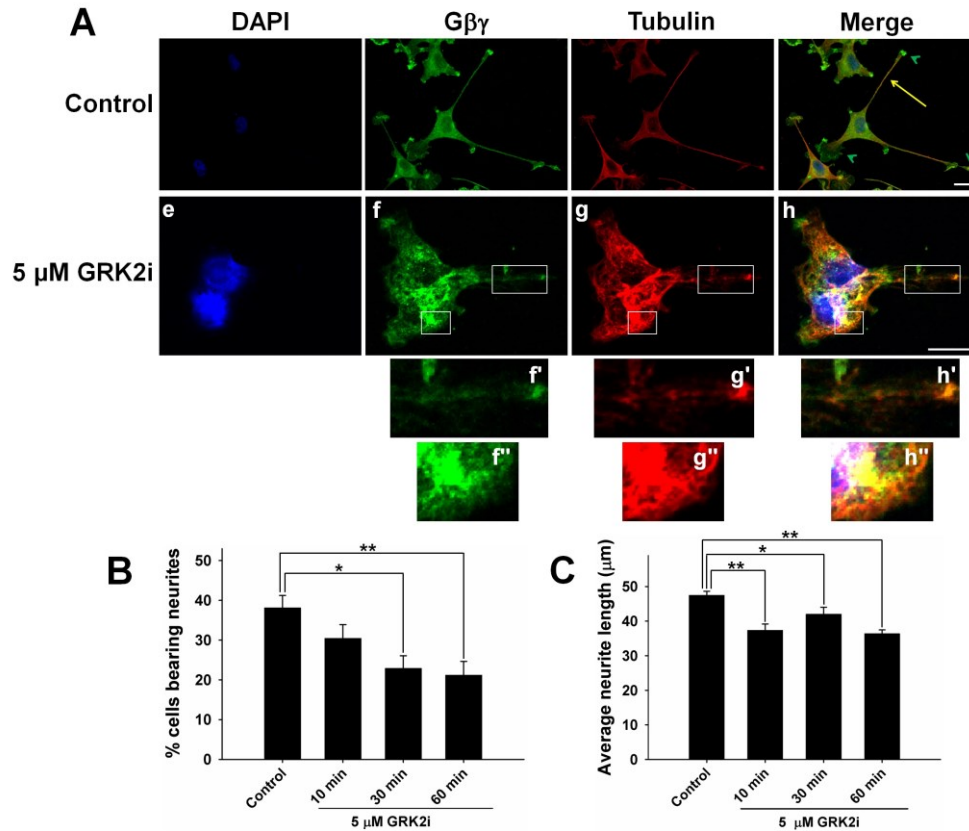 A
DAPI Gβγ Tubulin Merge
Control
5 µM GRK2i
e f g h
f' g' h'
f" g" h"
B
% cells bearing neurites
50
40
30
20
10
0
**
*
Control 10 min 30 min 60 min
5 µM GRK2i
C
Average neurite length (µm)
50
40
30
20
10
0
**
*
**
Control 10 min 30 min 60 min
5 µM GRK2i